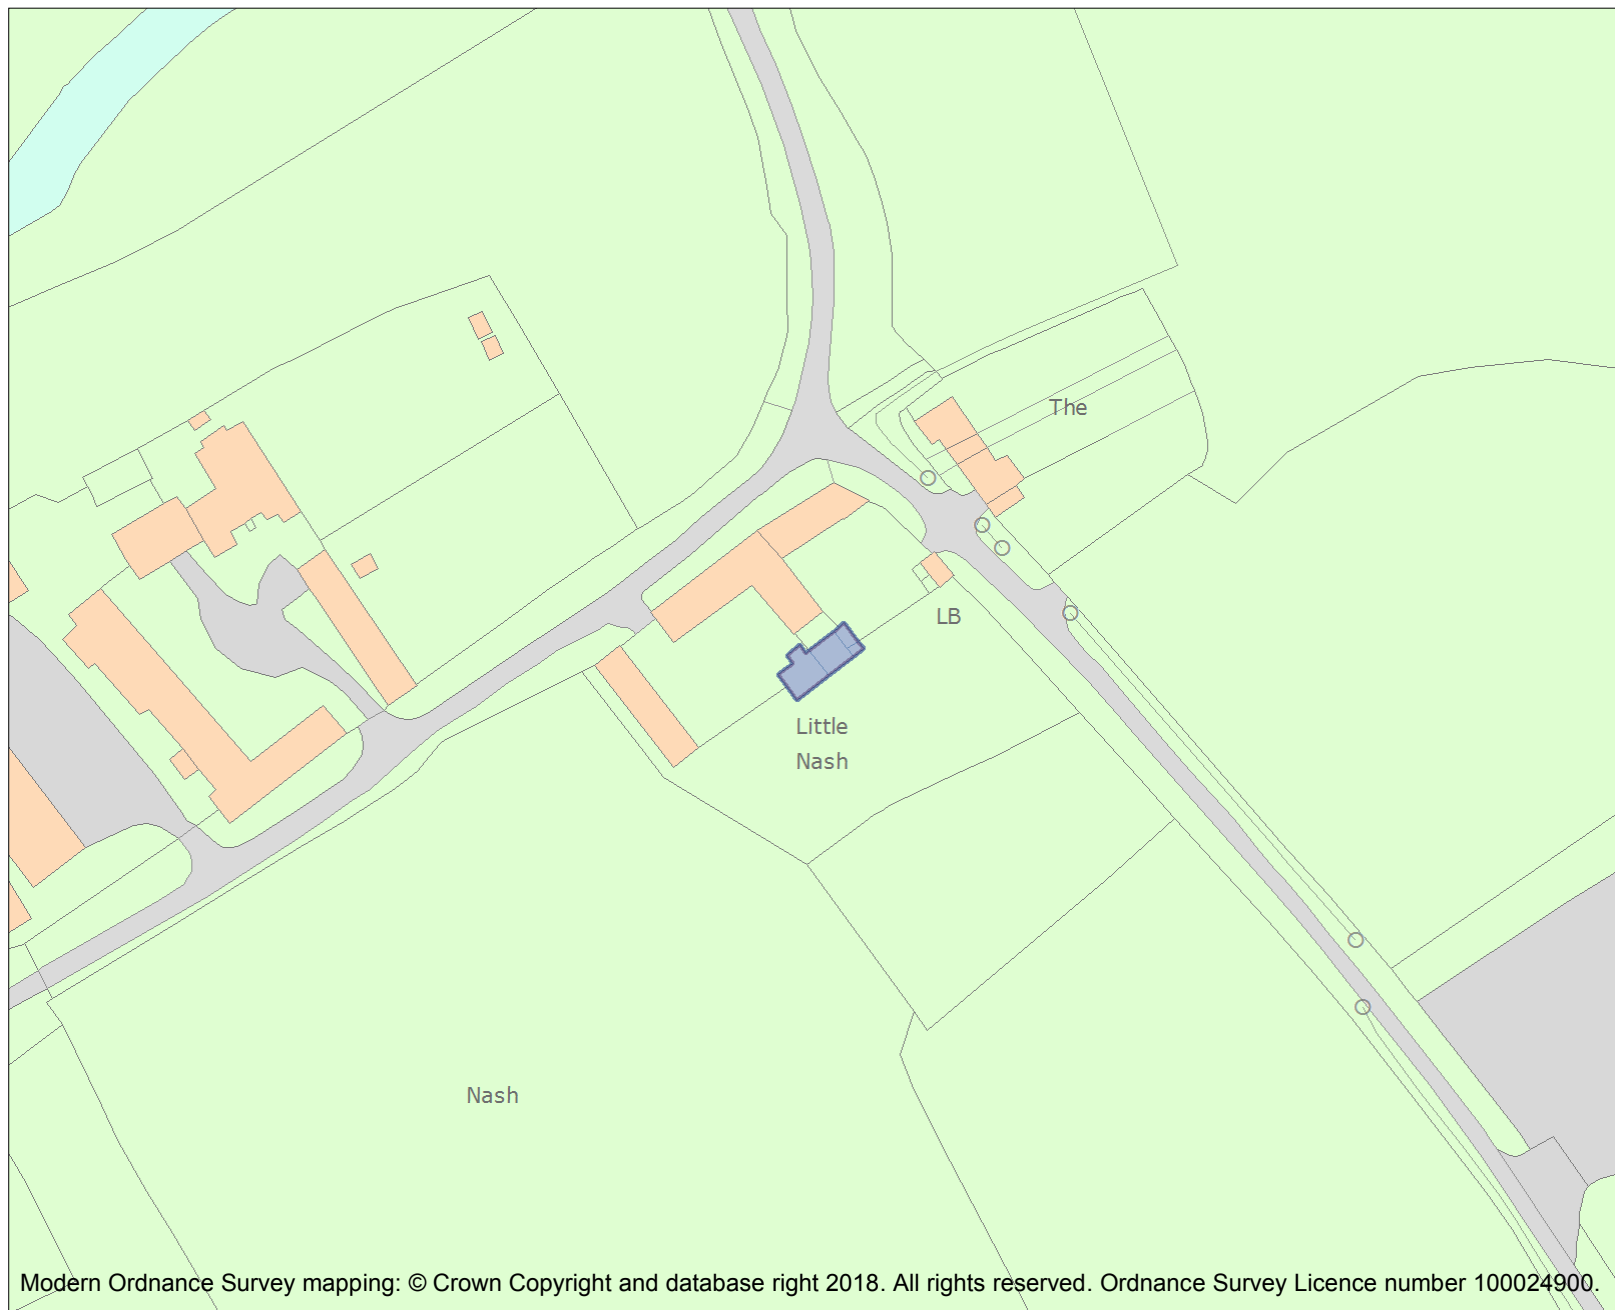 The
LB
Little
Nash
Nash
Modern Ordnance Survey mapping: © Crown Copyright and database right 2018. All rights reserved. Ordnance Survey Licence number 100024900.